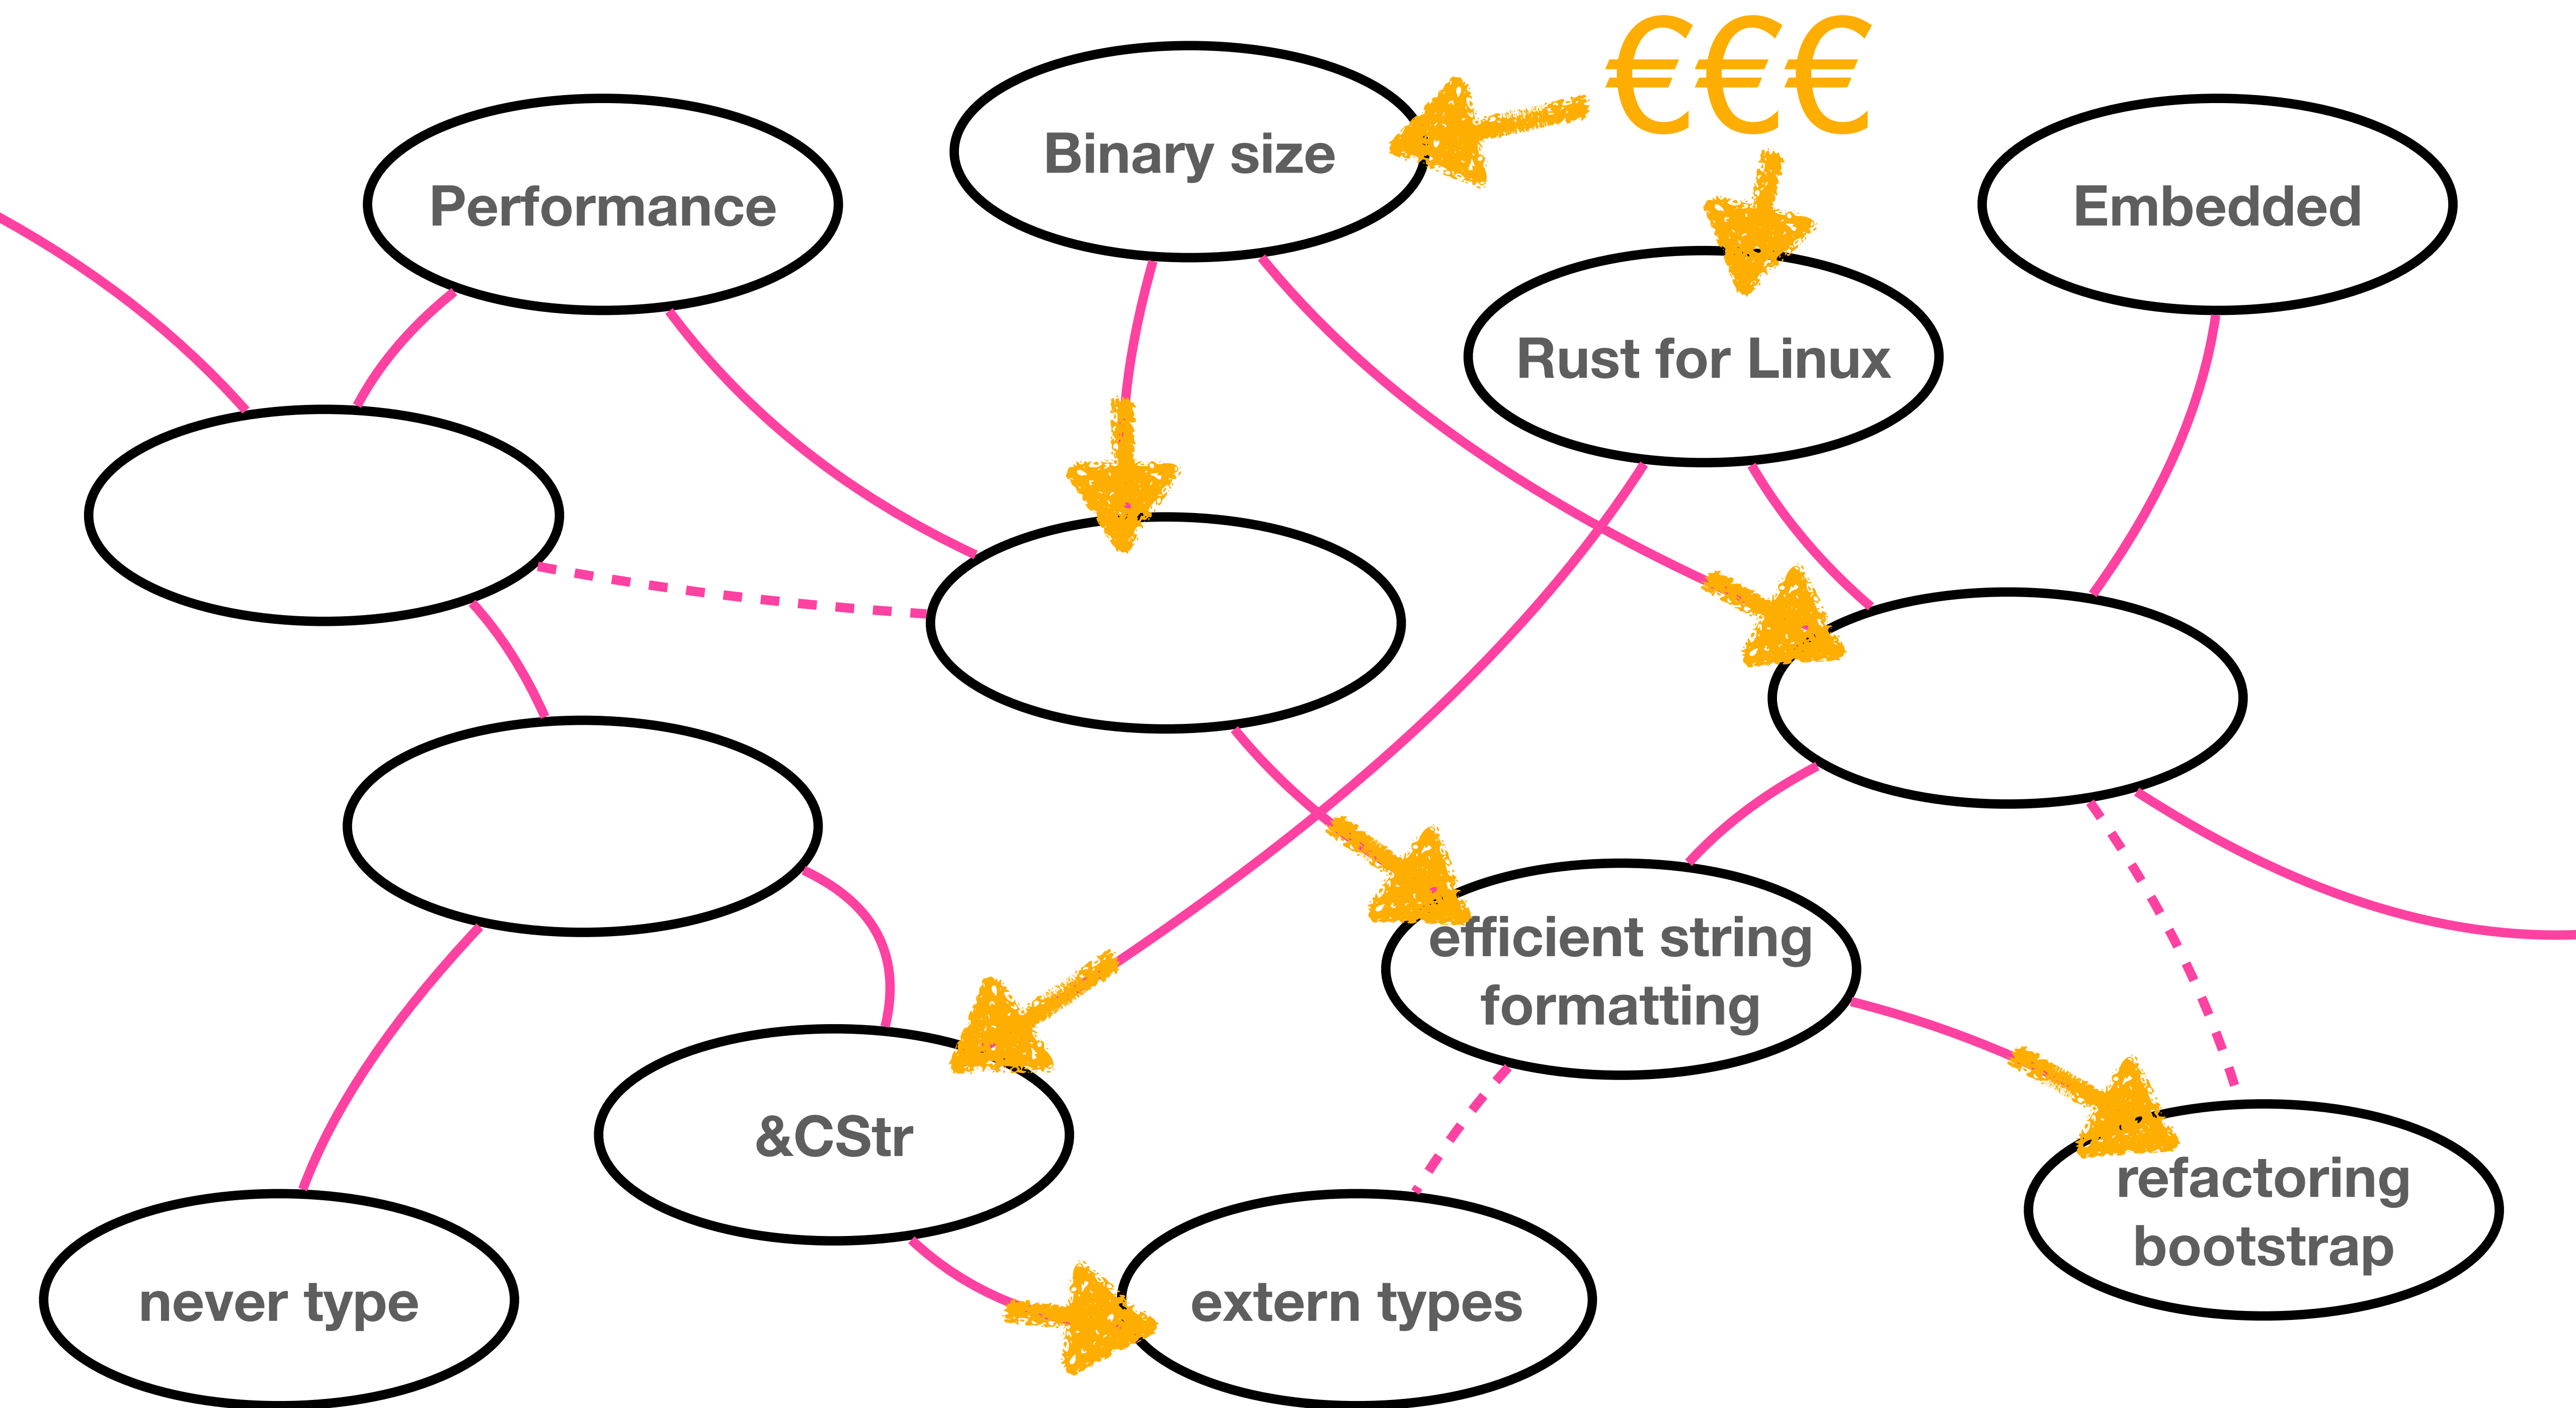 €€€
Binary size
Performance
Embedded
Rust for Linux
efficient string
formatting
&CStr
refactoring
bootstrap
never type
extern types